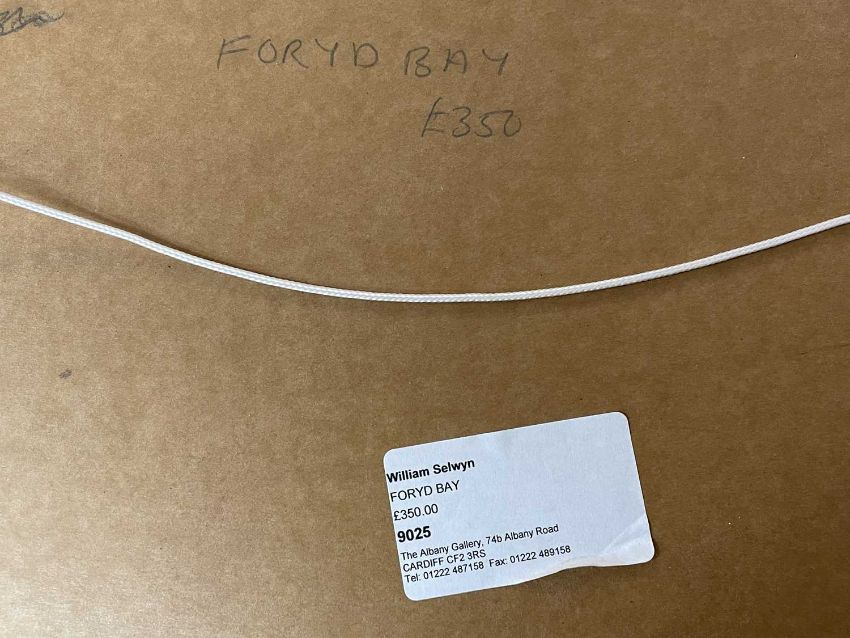 FORYD BAY
£350
William Selwyn
FORYD BAY
£350.00
9025
The Albany Gallery, 74b Albany Road
CARDIFF CF2 3RS
Tel: 01222 487158 Fax: 01222 489158